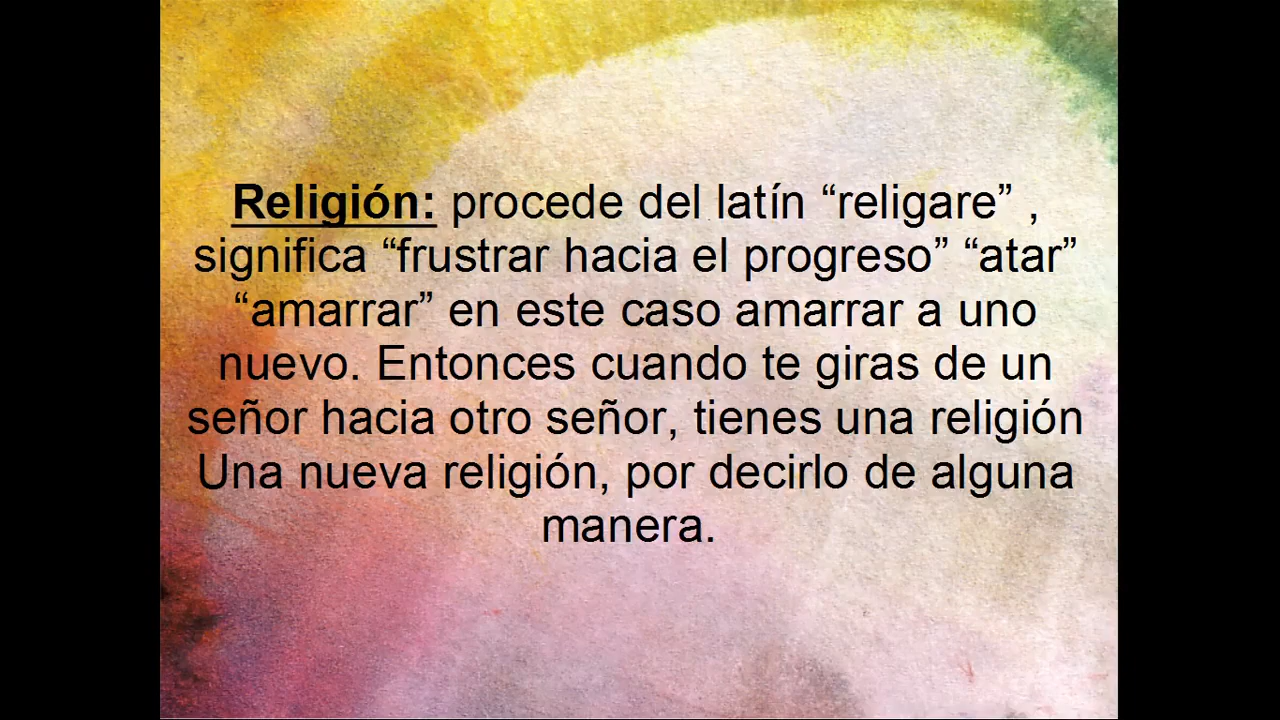 Religión: procede del latín “religare” ,
significa “frustrar hacia el progreso” “atar”
“amarrar” en este caso amarrar a uno
nuevo. Entonces cuando te giras de un
señor hacia otro señor, tienes una religión
Una nueva religión, por decirlo de alguna
manera.